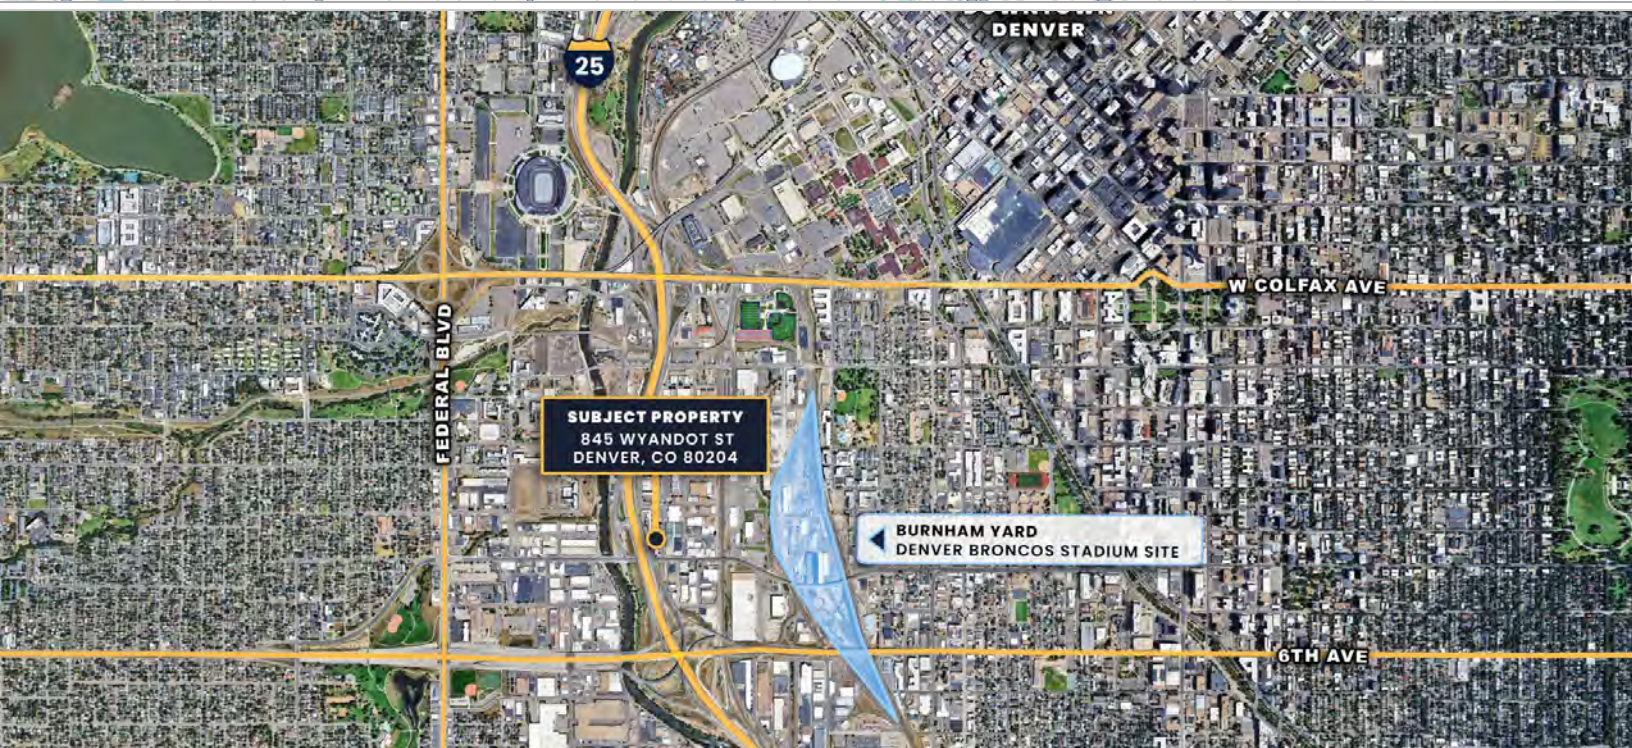 DENVER
25
W COLFAX AVE
FEDERAL BLVD
SUBJECT PROPERTY
845 WYANDOT ST
DENVER, CO 80204
BURNHAM YARD
DENVER BRONCOS STADIUM SITE
6TH AVE